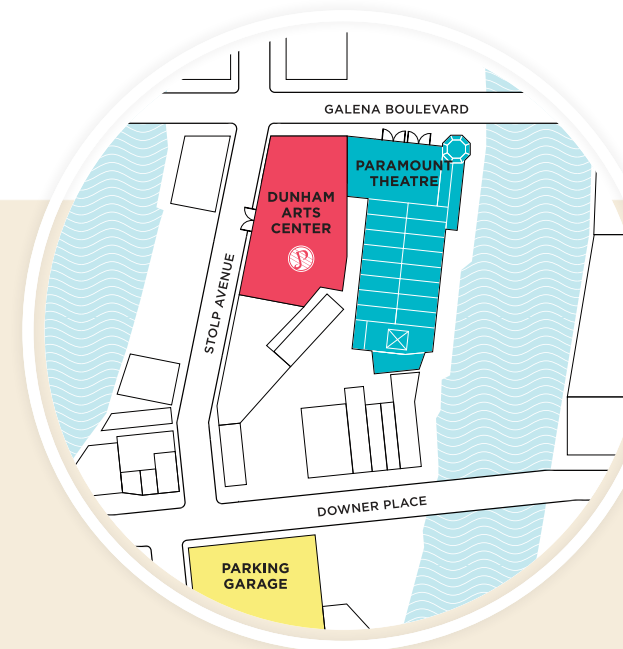 GALENA BOULEVARD
PARAMOUNT
THEATRE
DUNHAM
ARTS
CENTER
P
STOLP AVENUE
DOWNER PLACE
PARKING
GARAGE